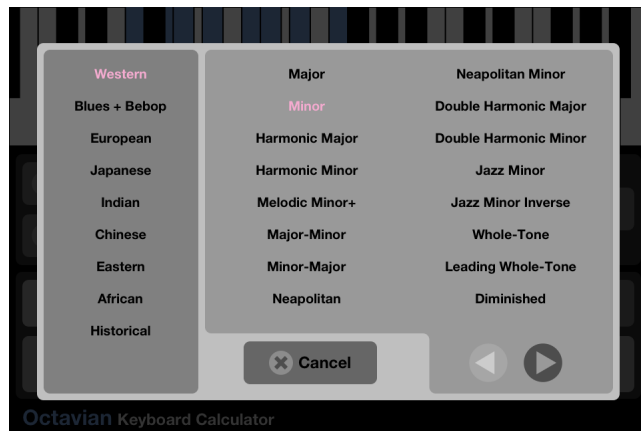 Western
Blues + Bebop
European
Japanese
Indian
Chinese
Eastern
African
Historical
Major
Minor
Harmonic Major
Harmonic Minor
Melodic Minor+
Major-Minor
Minor-Major
Neapolitan
Neapolitan Minor
Double Harmonic Major
Double Harmonic Minor
Jazz Minor
Jazz Minor Inverse
Whole-Tone
Leading Whole-Tone
Diminished
Cancel
Octavian Keyboard Calculator